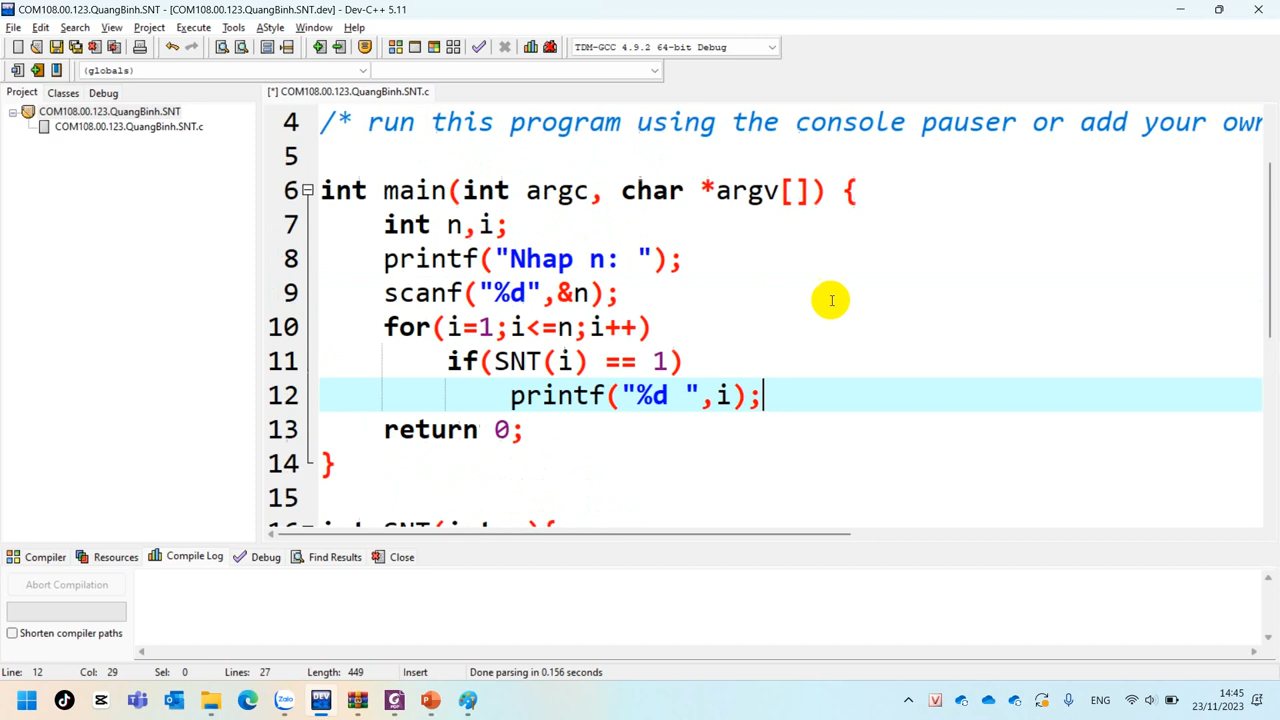 COM108.00.123.QuangBinh.SNT - [COM108.00.123.QuangBinh.SNT.dev] - Dev-C++ 5.11
File Edit Search View Project Execute Tools AStyle Window Help
TDM-GCC 4.9.2 64-bit Debug
(globals)
Project Classes Debug
[*] COM108.00.123.QuangBinh.SNT.c
COM108.00.123.QuangBinh.SNT
COM108.00.123.QuangBinh.SNT.c
4 /* run this program using the console pauser or add your own
5
6 int main(int argc, char *argv[]) {
7 int n,i;
8 printf("Nhap n: ");
9 scanf("%d",&n);
10 for(i=1;i<=n;i++)
11 if(SNT(i) == 1)
12 printf("%d ",i);
13 return 0;
14 }
15
Compiler Resources Compile Log Debug Find Results Close
Abort Compilation
Shorten compiler paths
Line: 12 Col: 29 Sel: 0 Lines: 27 Length: 449 Insert Done parsing in 0.156 seconds
Zalo DEV
ENG
14:45
23/11/2023